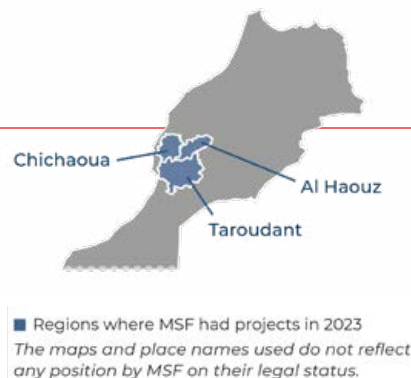 Chichaoua
Al Haouz
Taroudant
Regions where MSF had projects in 2023
The maps and place names used do not reflect
any position by MSF on their legal status.